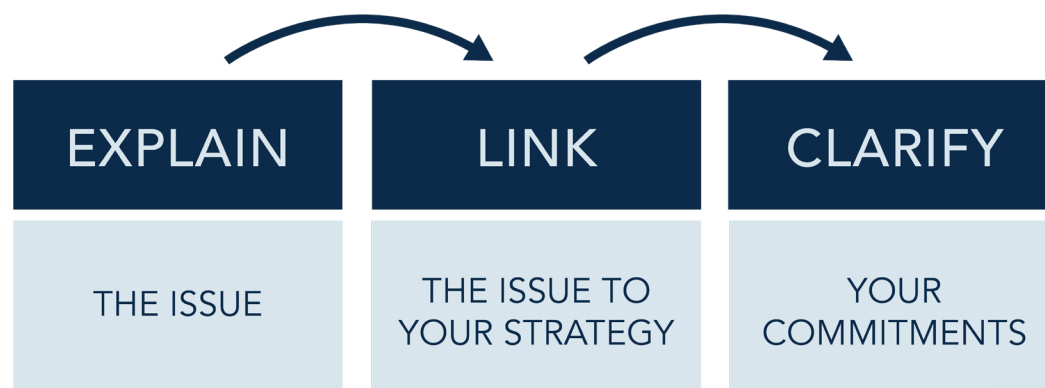 EXPLAIN
THE ISSUE
LINK
THE ISSUE TO
YOUR STRATEGY
CLARIFY
YOUR
COMMITMENTS